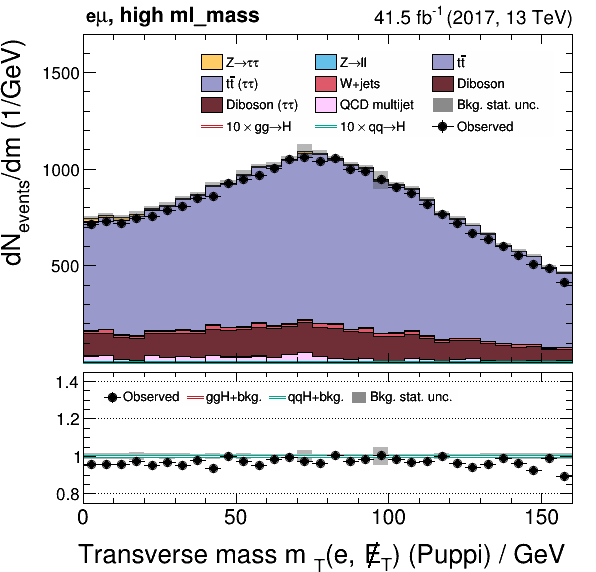 eμ, high ml_mass 41.5 fb⁻¹ (2017, 13 TeV)
dN_events/dm (1/GeV)
1500
1000
500
Z→ττ Z→ll tt̄
tt̄ (ττ) W+jets Diboson
Diboson (ττ) QCD multijet Bkg. stat. unc.
10 × gg→H 10 × qq→H Observed
1.4
1.2
1
0.8
Observed ggH+bkg. qqH+bkg. Bkg. stat. unc.
0 50 100 150
Transverse mass m_T(e, E̸_T) (Puppi) / GeV